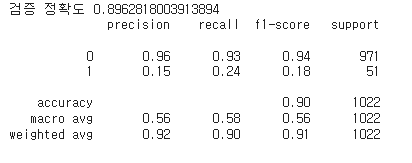 검증 정확도 0.8962818003913894
precision recall f1-score support
0 0.96 0.93 0.94 971
1 0.15 0.24 0.18 51
accuracy 0.90 1022
macro avg 0.56 0.58 0.56 1022
weighted avg 0.92 0.90 0.91 1022